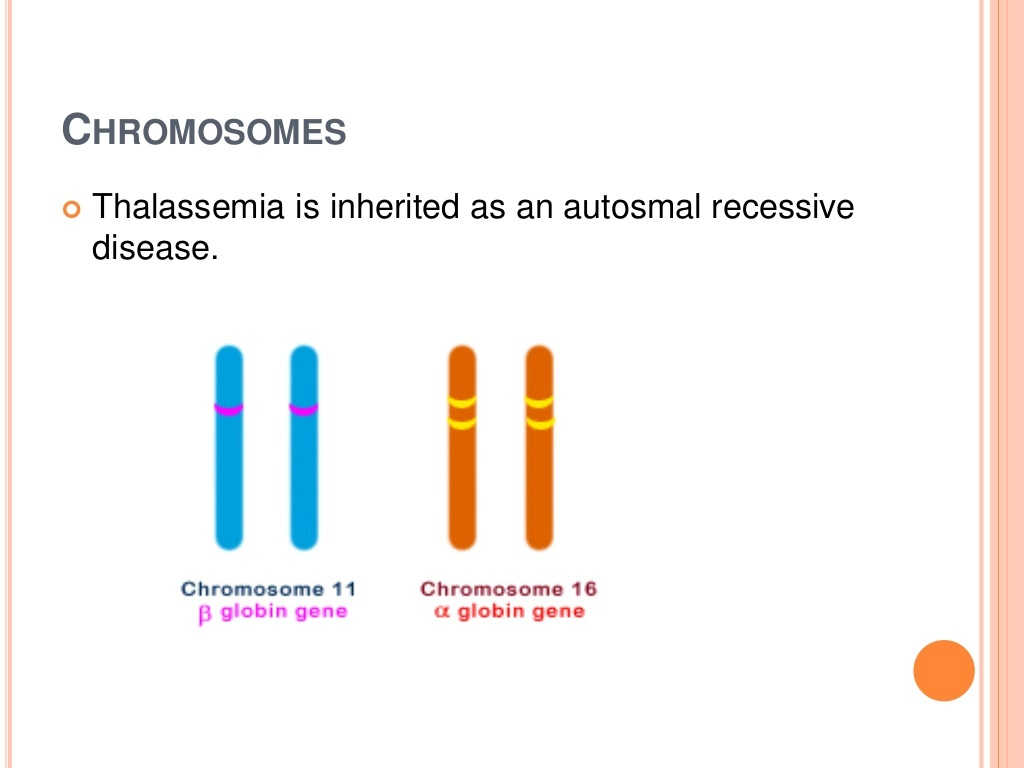 CHROMOSOMES
Thalassemia is inherited as an autosmal recessive
disease.
Chromosome 11
β globin gene
Chromosome 16
α globin gene